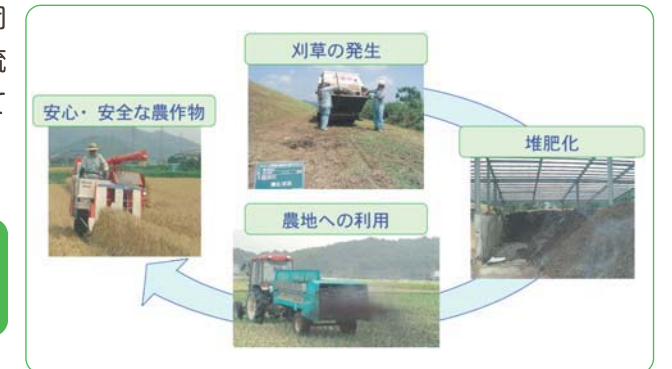 刈草の発生
安心・安全な農作物
堆肥化
農地への利用